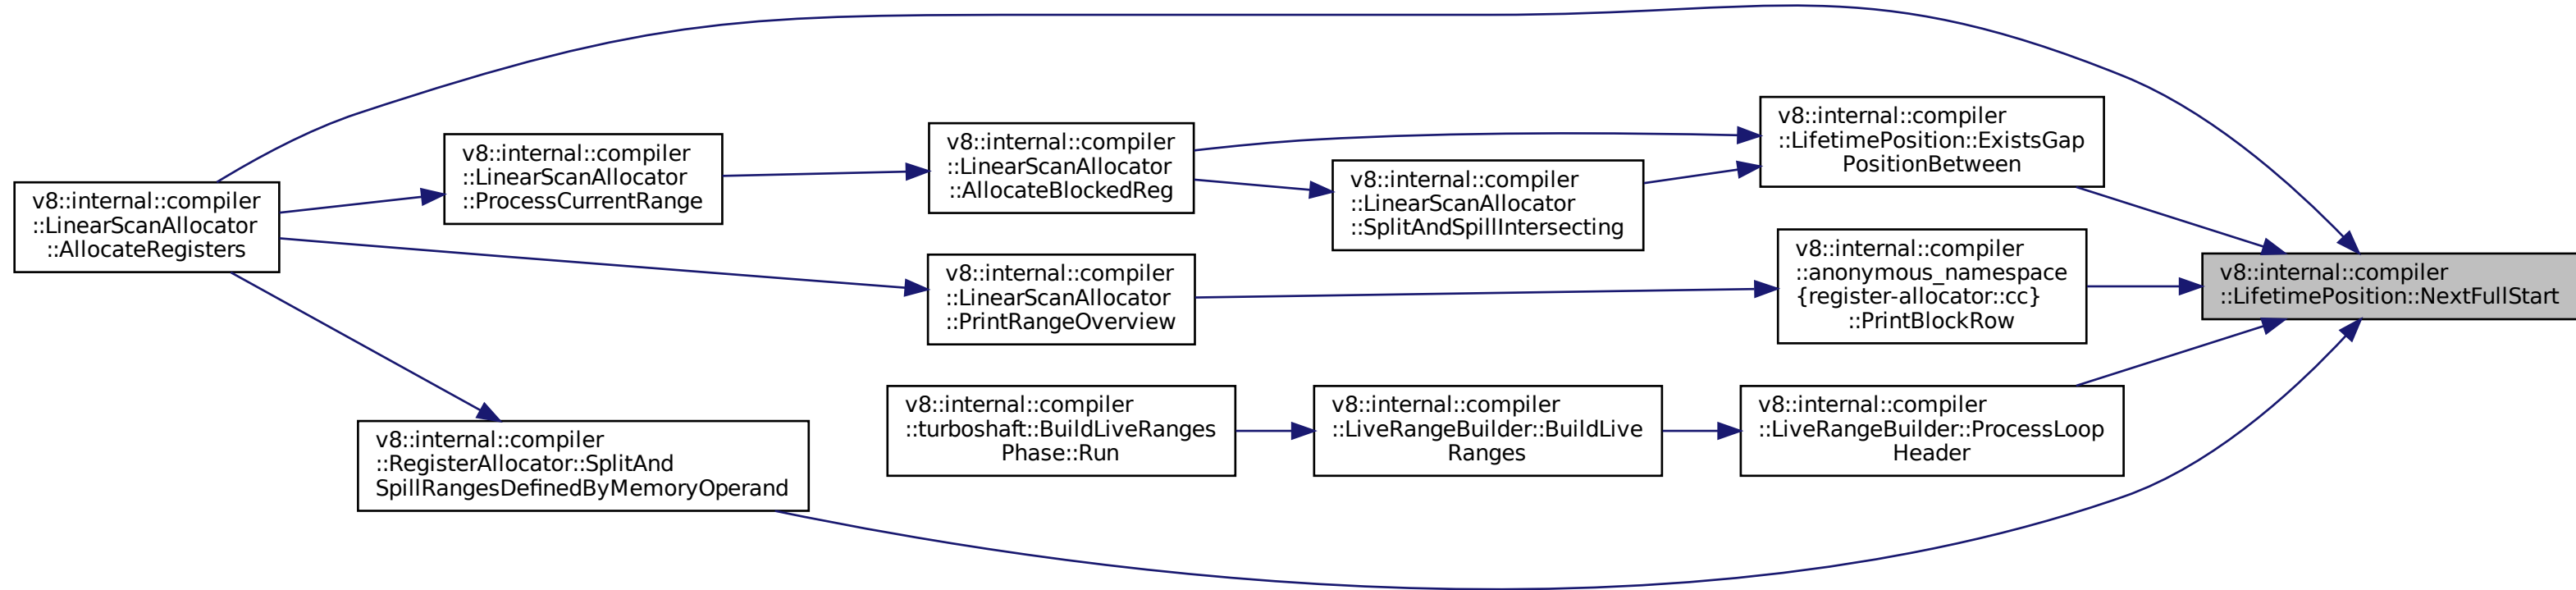 v8::internal::compiler
::LinearScanAllocator
::AllocateRegisters
v8::internal::compiler
::LinearScanAllocator
::ProcessCurrentRange
v8::internal::compiler
::LinearScanAllocator
::AllocateBlockedReg
v8::internal::compiler
::LinearScanAllocator
::SplitAndSpillIntersecting
v8::internal::compiler
::LifetimePosition::ExistsGap
PositionBetween
v8::internal::compiler
::LinearScanAllocator
::PrintRangeOverview
v8::internal::compiler
::anonymous_namespace
{register-allocator::cc}
::PrintBlockRow
v8::internal::compiler
::LifetimePosition::NextFullStart
v8::internal::compiler
::RegisterAllocator::SplitAnd
SpillRangesDefinedByMemoryOperand
v8::internal::compiler
::turboshaft::BuildLiveRanges
Phase::Run
v8::internal::compiler
::LiveRangeBuilder::BuildLive
Ranges
v8::internal::compiler
::LiveRangeBuilder::ProcessLoop
Header